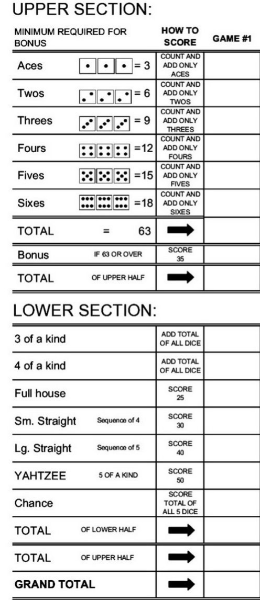 UPPER SECTION:
MINIMUM REQUIRED FOR BONUS
HOW TO SCORE
GAME #1
Aces = 3 COUNT AND ADD ONLY ACES
Twos = 6 COUNT AND ADD ONLY TWOS
Threes = 9 COUNT AND ADD ONLY THREES
Fours =12 COUNT AND ADD ONLY FOURS
Fives =15 COUNT AND ADD ONLY FIVES
Sixes =18 COUNT AND ADD ONLY SIXES
TOTAL = 63
Bonus IF 63 OR OVER SCORE 35
TOTAL OF UPPER HALF
LOWER SECTION:
3 of a kind ADD TOTAL OF ALL DICE
4 of a kind ADD TOTAL OF ALL DICE
Full house SCORE 25
Sm. Straight Sequence of 4 SCORE 30
Lg. Straight Sequence of 5 SCORE 40
YAHTZEE 5 OF A KIND SCORE 50
Chance SCORE TOTAL OF ALL 5 DICE
TOTAL OF LOWER HALF
TOTAL OF UPPER HALF
GRAND TOTAL